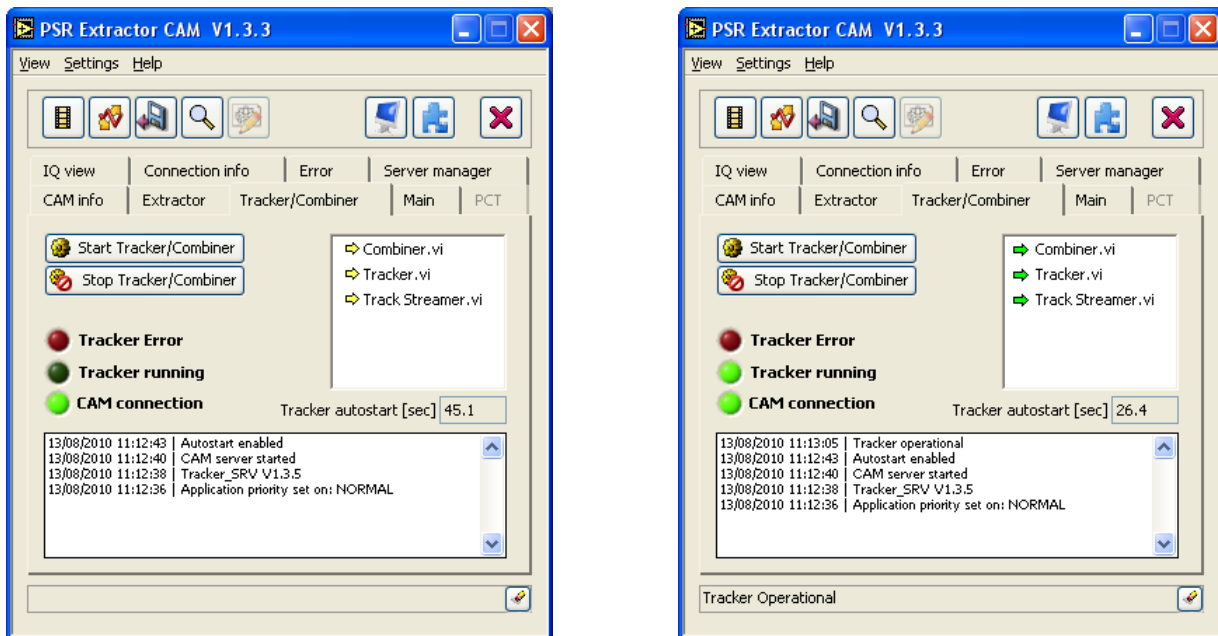 PSR Extractor CAM V1.3.3
View Settings Help
IQ view Connection info Error Server manager
CAM info Extractor Tracker/Combiner Main PCT
Start Tracker/Combiner
Stop Tracker/Combiner
Combiner.vi
Tracker.vi
Track Streamer.vi
Tracker Error
Tracker running
CAM connection
Tracker autostart [sec] 45.1
13/08/2010 11:12:43 | Autostart enabled
13/08/2010 11:12:40 | CAM server started
13/08/2010 11:12:38 | Tracker_SRV V1.3.5
13/08/2010 11:12:36 | Application priority set on: NORMAL
PSR Extractor CAM V1.3.3
View Settings Help
IQ view Connection info Error Server manager
CAM info Extractor Tracker/Combiner Main PCT
Start Tracker/Combiner
Stop Tracker/Combiner
Combiner.vi
Tracker.vi
Track Streamer.vi
Tracker Error
Tracker running
CAM connection
Tracker autostart [sec] 26.4
13/08/2010 11:13:05 | Tracker operational
13/08/2010 11:12:43 | Autostart enabled
13/08/2010 11:12:40 | CAM server started
13/08/2010 11:12:38 | Tracker_SRV V1.3.5
13/08/2010 11:12:36 | Application priority set on: NORMAL
Tracker Operational